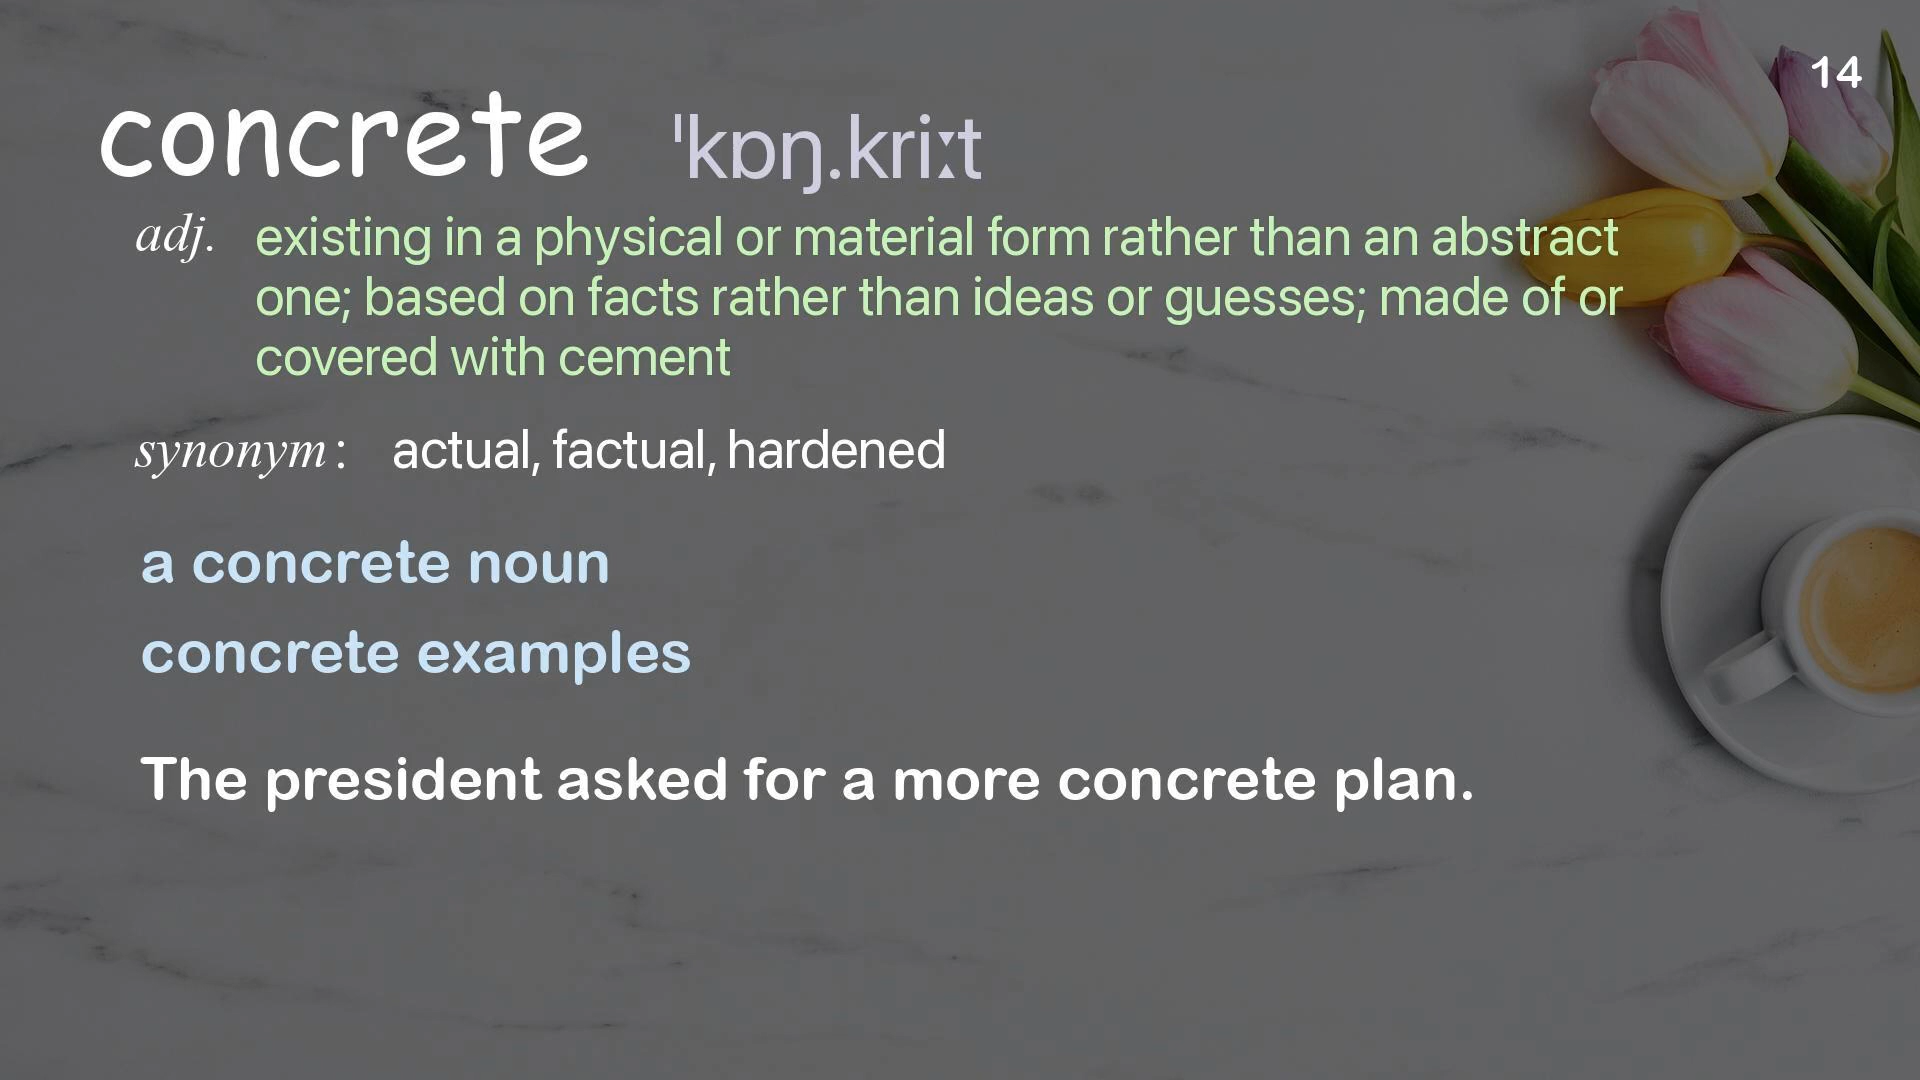 14
concrete ˈkɒŋ.kriːt
adj. existing in a physical or material form rather than an abstract
one; based on facts rather than ideas or guesses; made of or
covered with cement
synonym : actual, factual, hardened
a concrete noun
concrete examples
The president asked for a more concrete plan.